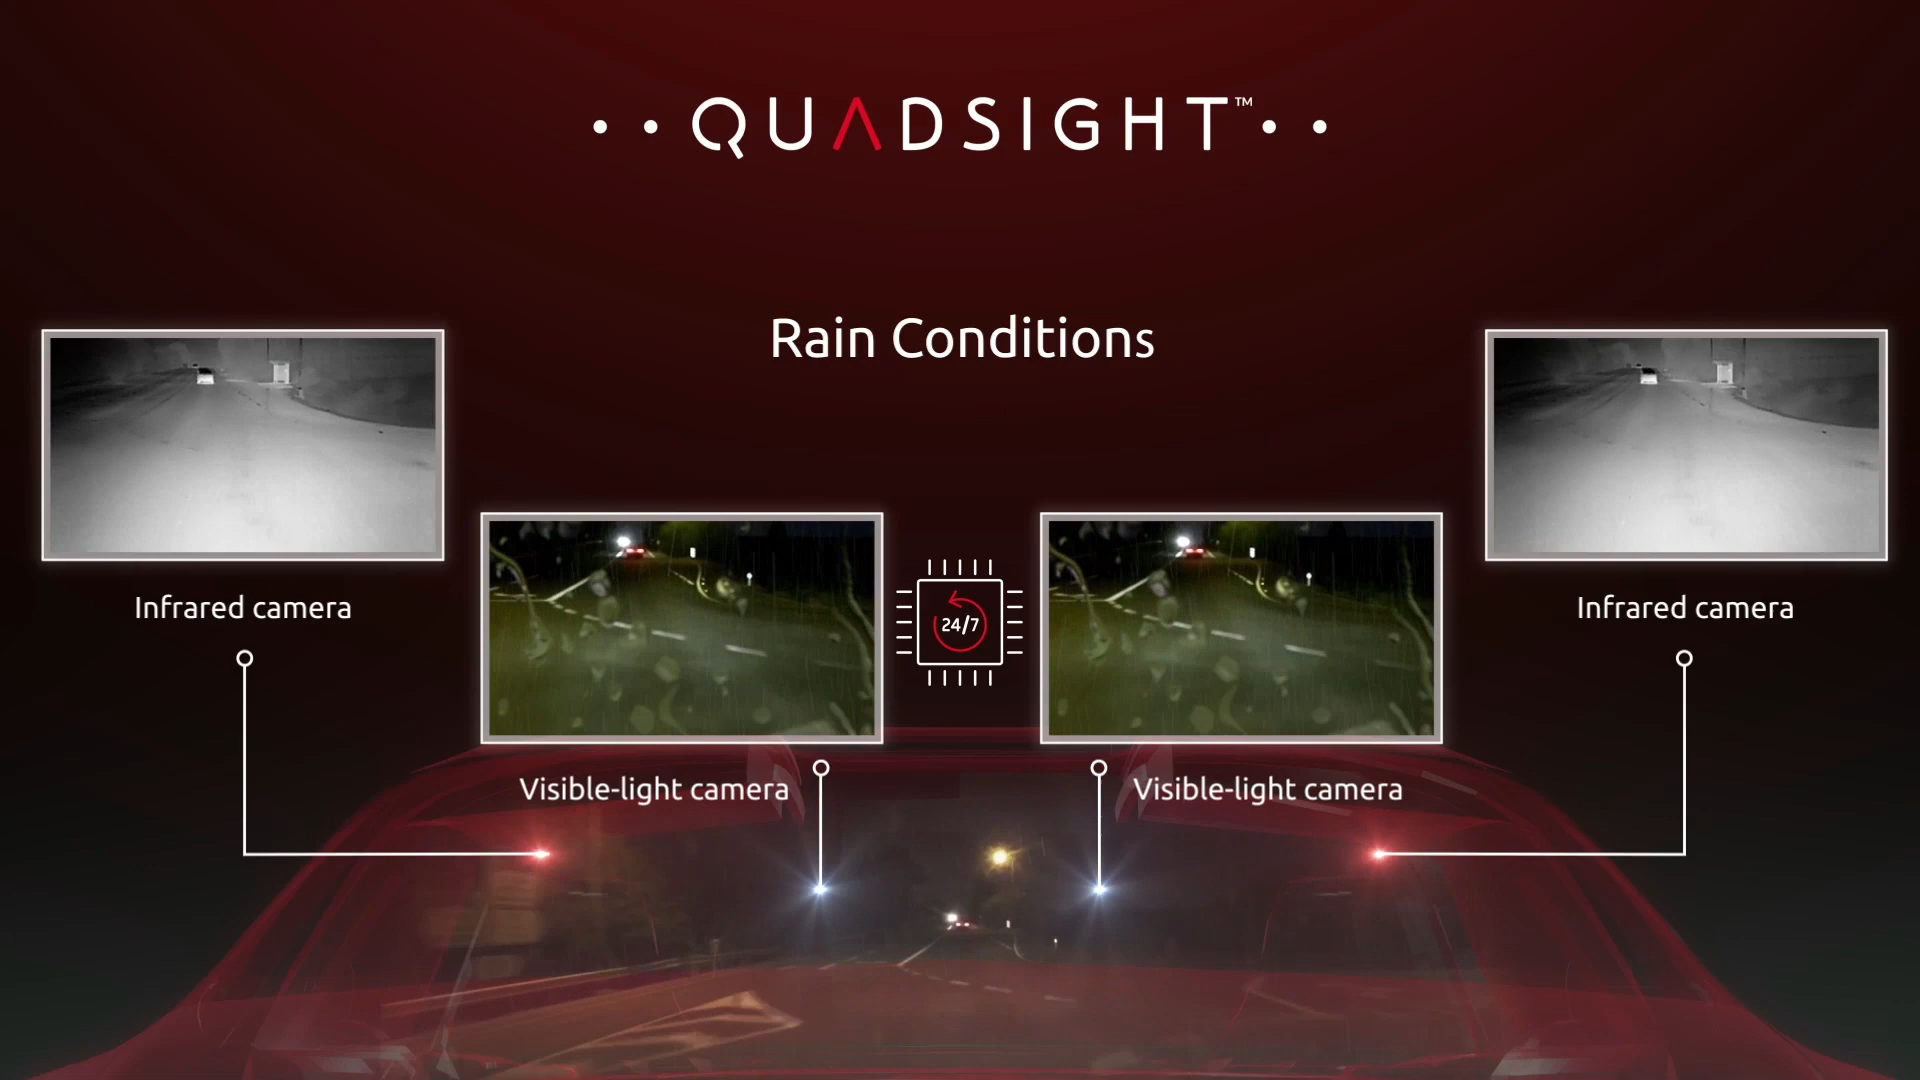 QUADSIGHT™
Rain Conditions
Infrared camera
Infrared camera
24/7
Visible-light camera
Visible-light camera